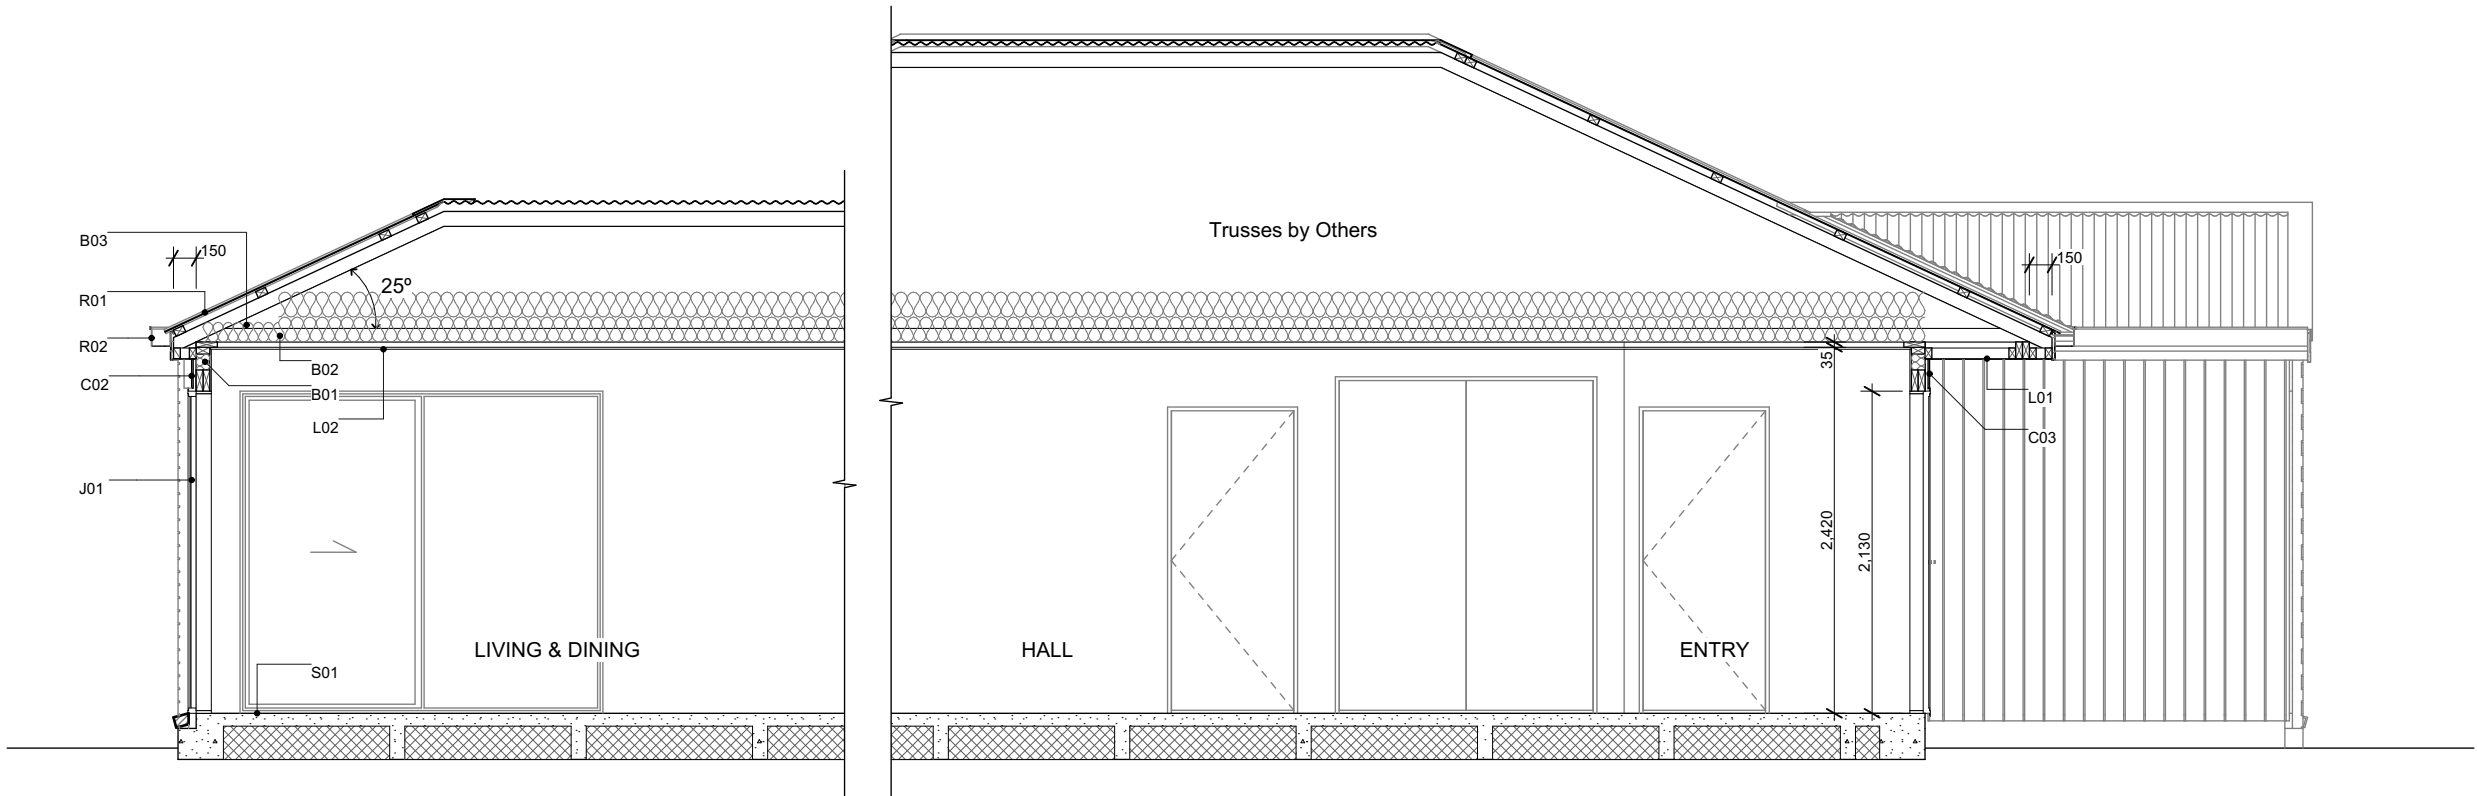 Trusses by Others
B03
150
150
R01
25º
R02
B02
35
C02
B01
L01
L02
C03
J01
2,420
2,130
LIVING & DINING
HALL
ENTRY
S01